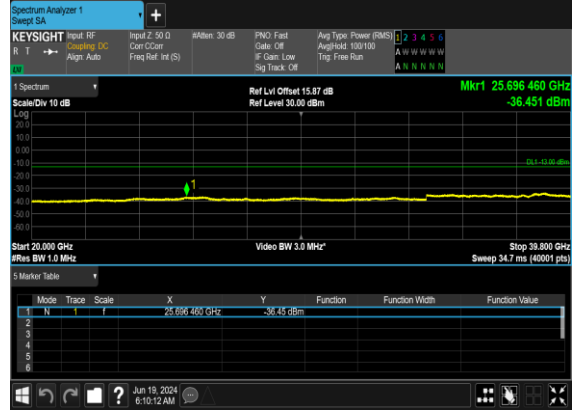 Spectrum Analyzer 1
Swept SA
+
KEYSIGHT
R T
Input: RF
Coupling: DC
Align: Auto
Input Z: 50 Ω
Corr CCorr
Freq Ref: Int (S)
#Atten: 30 dB
PNO: Fast
Gate: Off
IF Gain: Low
Sig Track: Off
Avg Type: Power (RMS)
Avg|Hold: 100/100
Trig: Free Run
1 2 3 4 5 6
A W W W W W
A N N N N N
1 Spectrum
Scale/Div 10 dB
Ref Lvl Offset 15.87 dB
Ref Level 30.00 dBm
Mkr1 25.696 460 GHz
-36.451 dBm
Log
20.0
10.0
0.00
-10.0
DL1 -13.00 dBm
-20.0
1
-30.0
-40.0
-50.0
-60.0
Start 20.000 GHz
#Res BW 1.0 MHz
Video BW 3.0 MHz*
Stop 39.800 GHz
Sweep 34.7 ms (40001 pts)
5 Marker Table
Mode Trace Scale X Y Function Function Width Function Value
1 N 1 f 25.696 460 GHz -36.45 dBm
2
3
4
5
6
?
Jun 19, 2024
6:10:12 AM